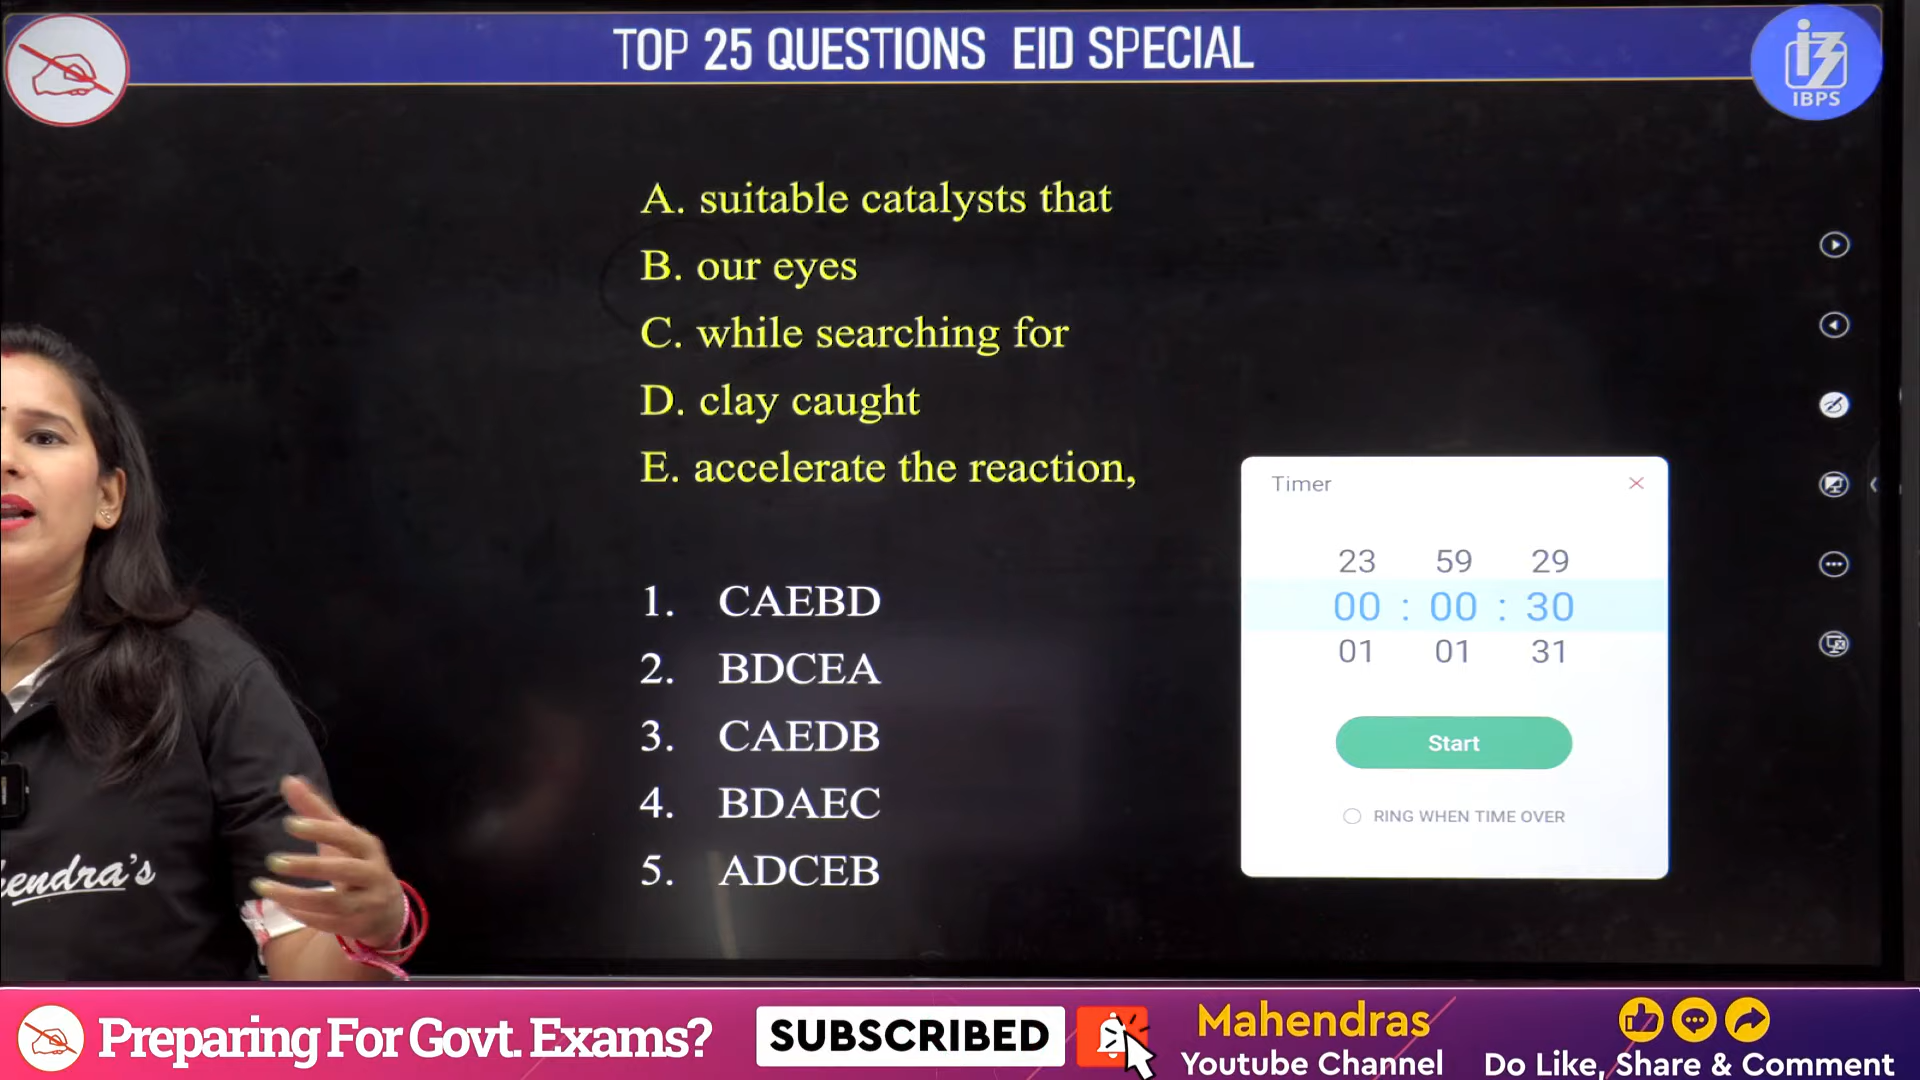 TOP 25 QUESTIONS EID SPECIAL
IBPS
A. suitable catalysts that
B. our eyes
C. while searching for
D. clay caught
E. accelerate the reaction,
1. CAEBD
2. BDCEA
3. CAEDB
4. BDAEC
5. ADCEB
Timer
23 59 29
00 : 00 : 30
01 01 31
Start
RING WHEN TIME OVER
endra's
Preparing For Govt. Exams?
SUBSCRIBED
Mahendras
Youtube Channel
Do Like, Share & Comment